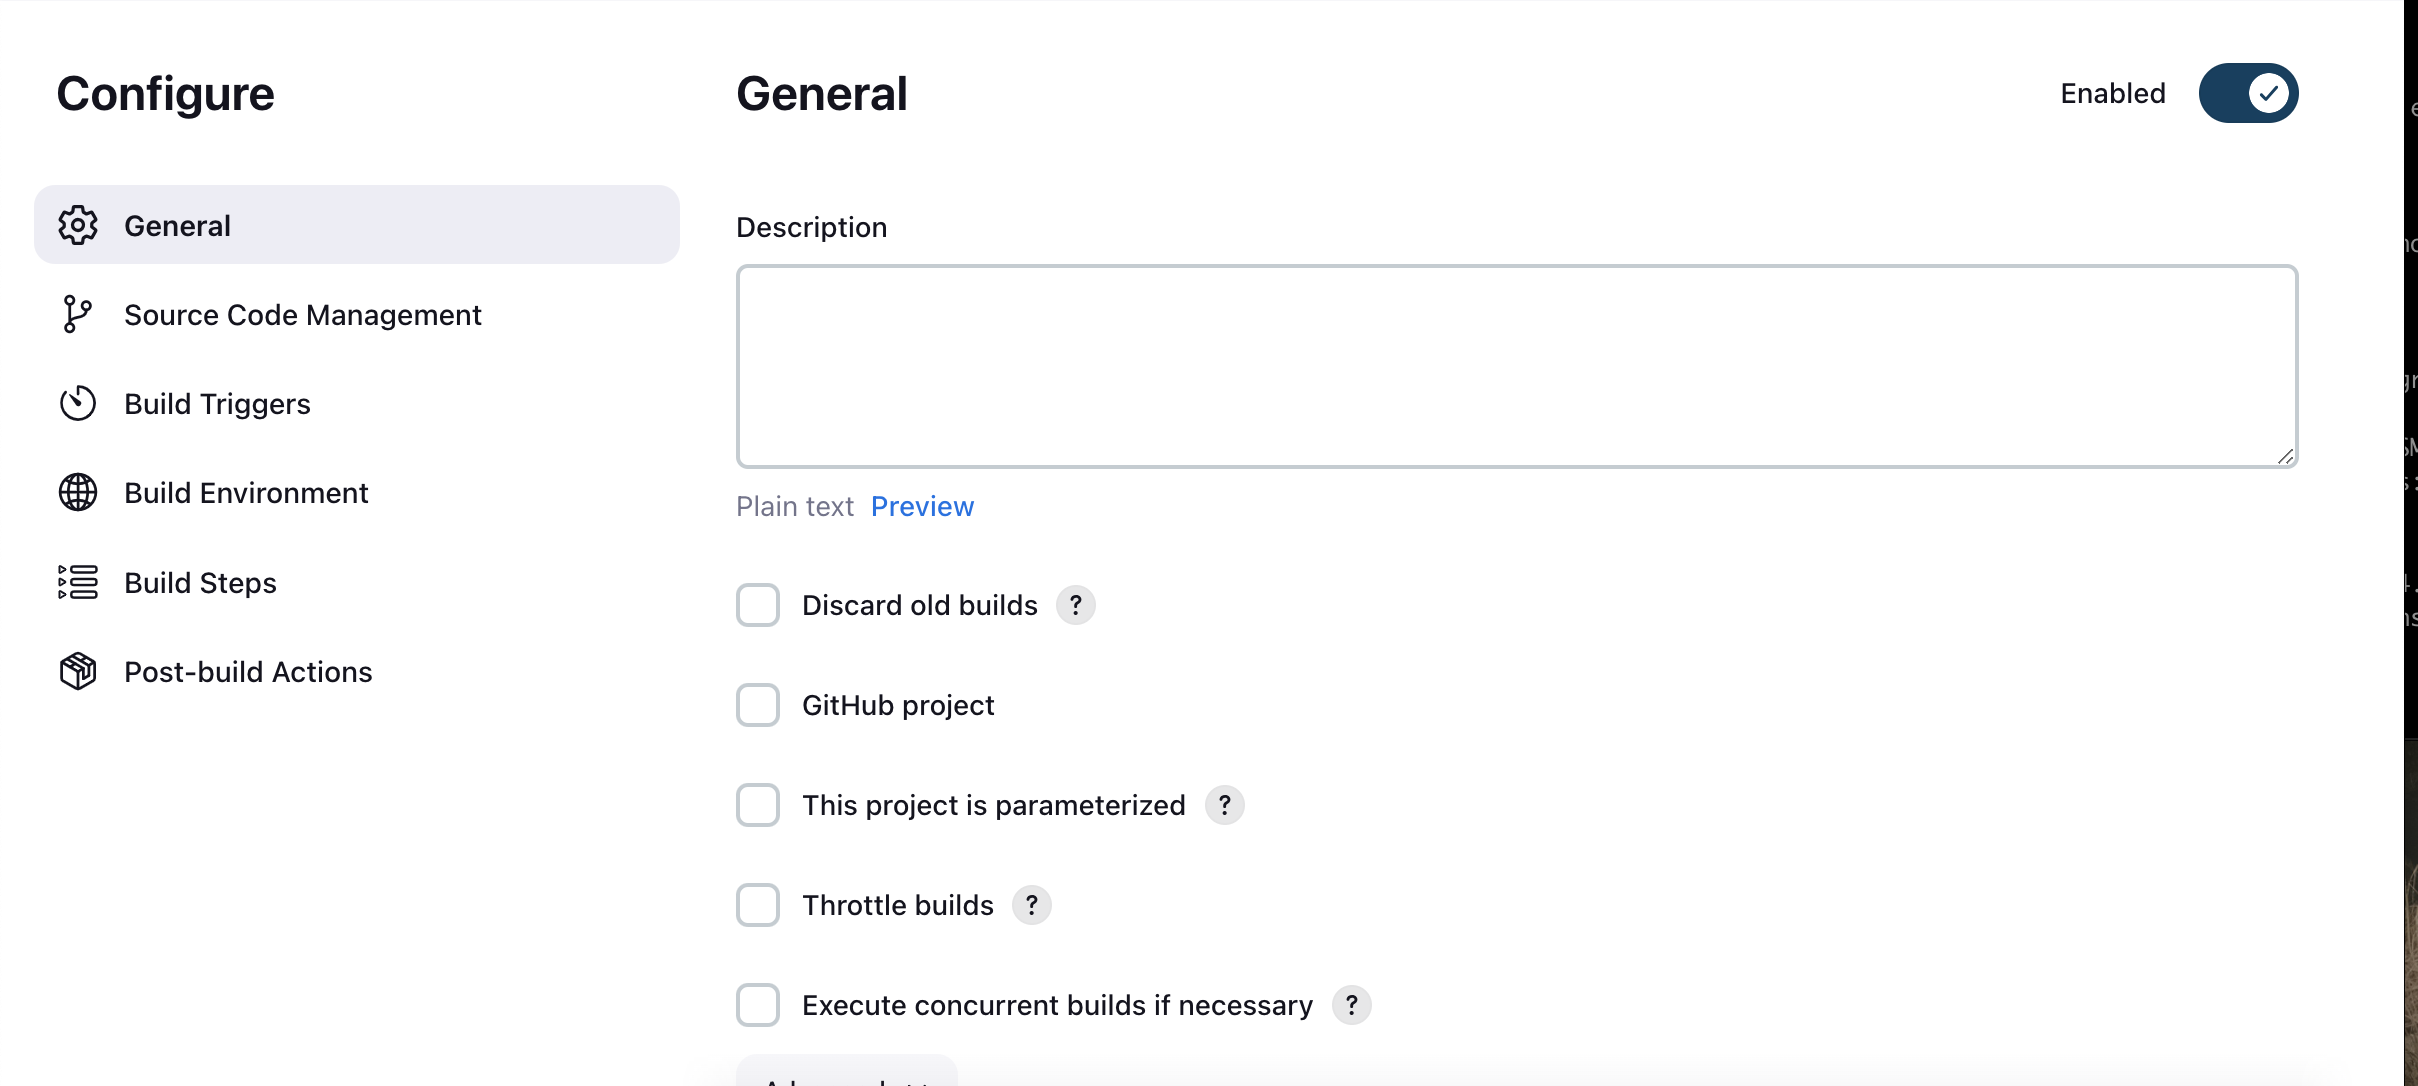 Configure
General
Source Code Management
Build Triggers
Build Environment
Build Steps
Post-build Actions
General
Enabled
Description
Plain text Preview
Discard old builds ?
GitHub project
This project is parameterized ?
Throttle builds ?
Execute concurrent builds if necessary ?